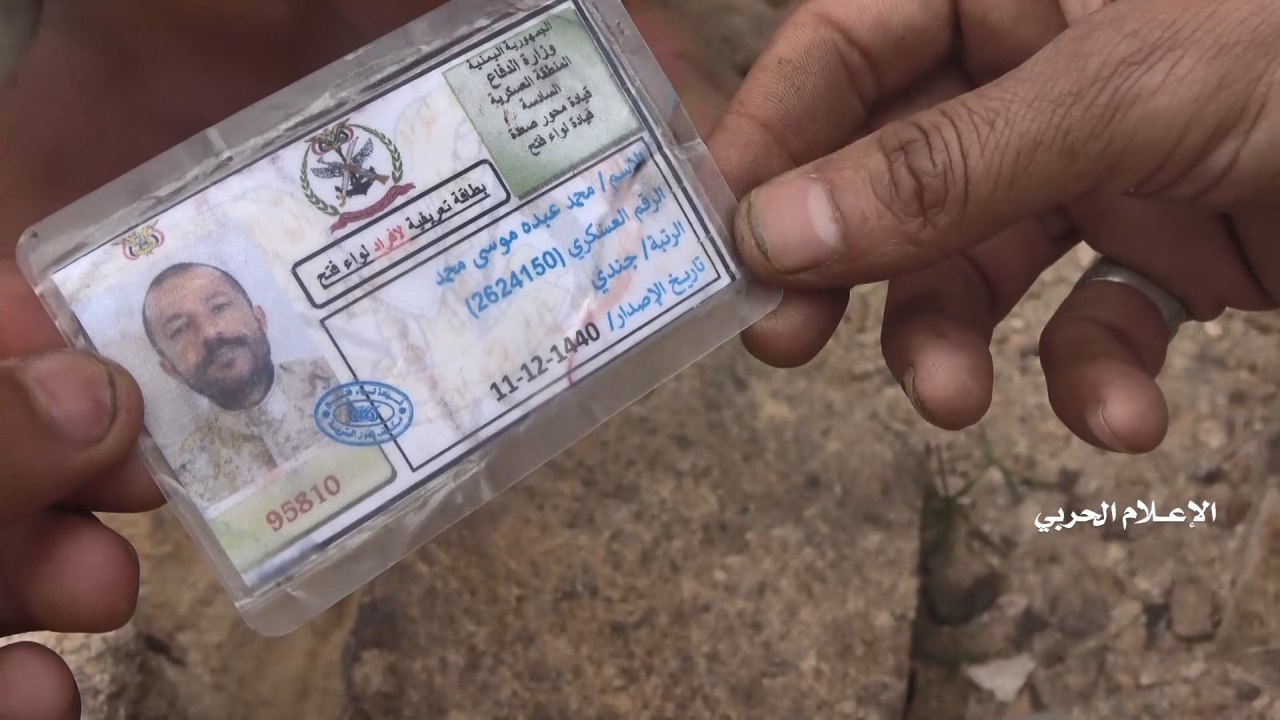 الجمهورية اليمنية
وزارة الدفاع
المنطقة العسكرية
السادسة
قيادة محور صعدة
قيادة لواء فتح
بطاقة تعريفية لافراد لواء فتح
الاسم/ محمد عبده موسى محمد
الرقم العسكري (2624150)
الرتبة/ جندي
تاريخ الإصدار/
11-12-1440
95810
الإعلام الحربي